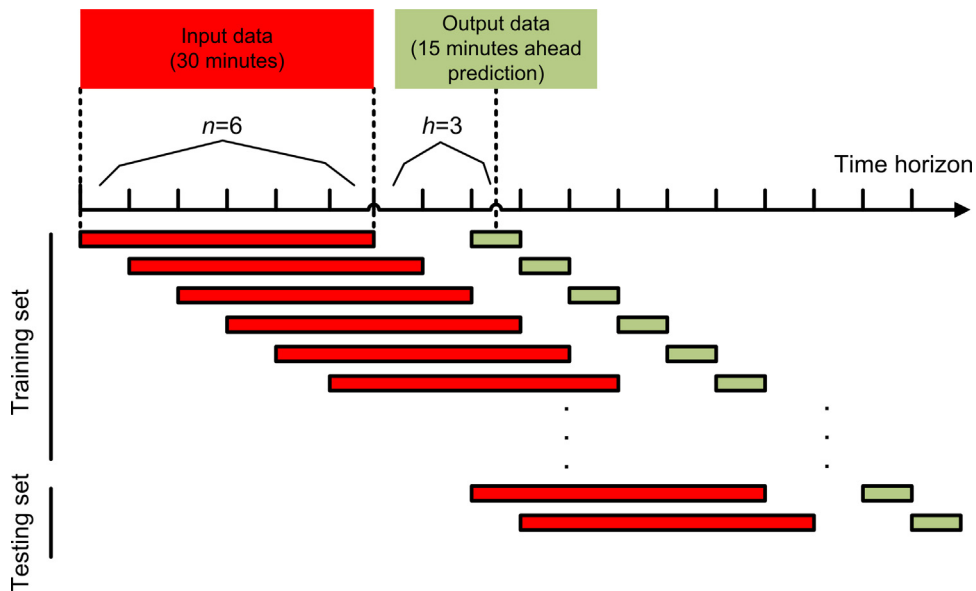 Input data
(30 minutes)
Output data
(15 minutes ahead
prediction)
n=6
h=3
Time horizon
Training set
Testing set